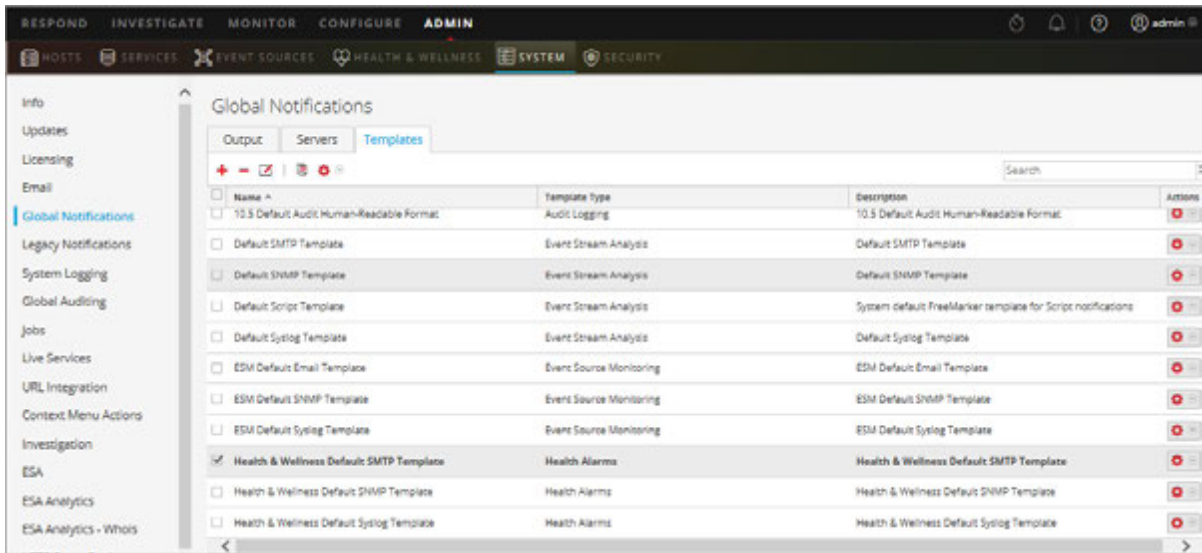 RESPOND INVESTIGATE MONITOR CONFIGURE ADMIN admin
HOSTS SERVICES EVENT SOURCES HEALTH & WELLNESS SYSTEM SECURITY
Info
Updates
Licensing
Email
Global Notifications
Legacy Notifications
System Logging
Global Auditing
Jobs
Live Services
URL Integration
Context Menu Actions
Investigation
ESA
ESA Analytics
ESA Analytics - Whois
Global Notifications
Output Servers Templates
Search
Name Template Type Description Actions
10.5 Default Audit Human-Readable Format Audit Logging 10.5 Default Audit Human-Readable Format
Default SMTP Template Event Stream Analysis Default SMTP Template
Default SNMP Template Event Stream Analysis Default SNMP Template
Default Script Template Event Stream Analysis System default FreeMarker template for Script notifications
Default Syslog Template Event Stream Analysis Default Syslog Template
ESM Default Email Template Event Source Monitoring ESM Default Email Template
ESM Default SNMP Template Event Source Monitoring ESM Default SNMP Template
ESM Default Syslog Template Event Source Monitoring ESM Default Syslog Template
Health & Wellness Default SMTP Template Health Alarms Health & Wellness Default SMTP Template
Health & Wellness Default SNMP Template Health Alarms Health & Wellness Default SNMP Template
Health & Wellness Default Syslog Template Health Alarms Health & Wellness Default Syslog Template